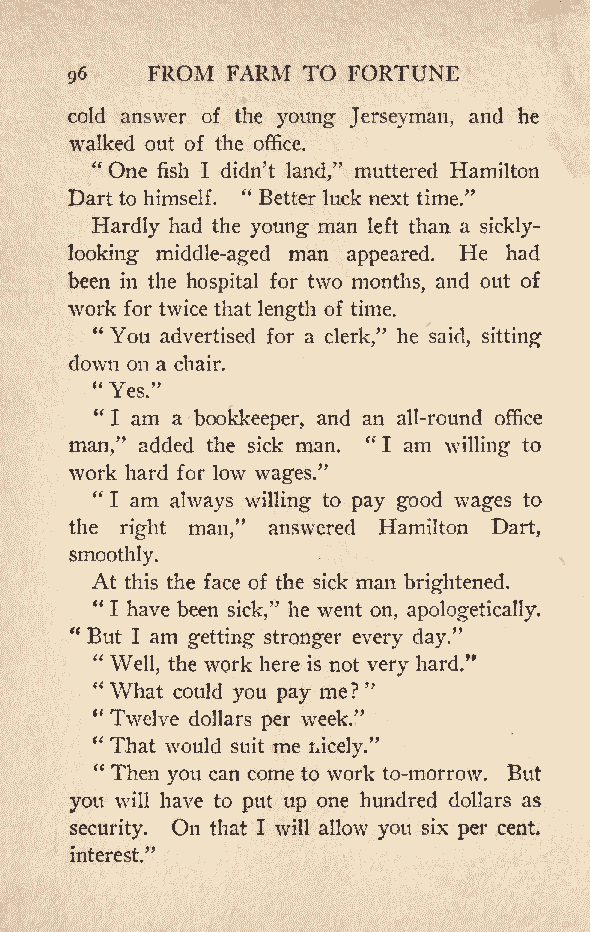 96 FROM FARM TO FORTUNE
cold answer of the young Jerseyman, and he
walked out of the office.
“ One fish I didn’t land,” muttered Hamilton
Dart to himself. “ Better luck next time.”
Hardly had the young man left than a sickly-
looking middle-aged man appeared. He had
been in the hospital for two months, and out of
work for twice that length of time.
“ You advertised for a clerk,” he said, sitting
down on a chair.
“ Yes.”
“ I am a bookkeeper, and an all-round office
man,” added the sick man. “ I am willing to
work hard for low wages.”
“ I am always willing to pay good wages to
the right man,” answered Hamilton Dart,
smoothly.
At this the face of the sick man brightened.
“ I have been sick,” he went on, apologetically.
“ But I am getting stronger every day.”
“ Well, the work here is not very hard.”
“ What could you pay me? ”
“ Twelve dollars per week.”
“ That would suit me nicely.”
“ Then you can come to work to-morrow. But
you will have to put up one hundred dollars as
security. On that I will allow you six per cent.
interest.”